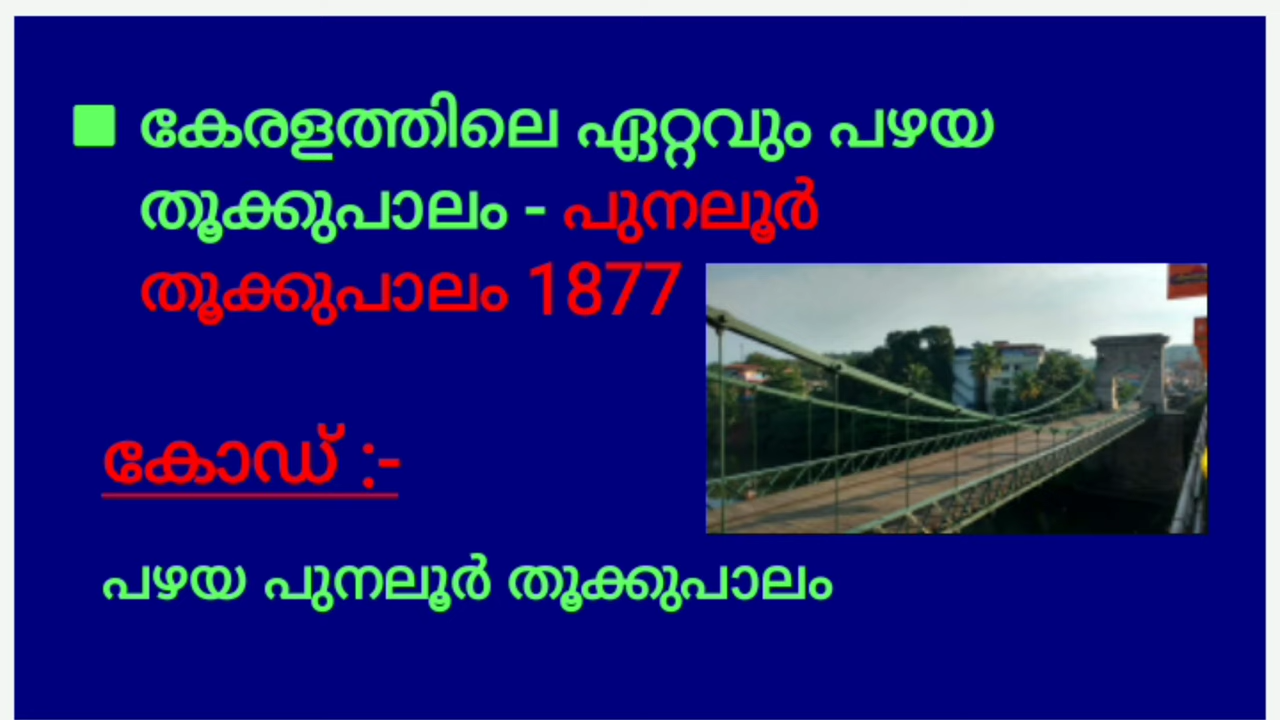 കേരളത്തിലെ ഏറ്റവും പഴയ
തൂക്കുപാലം - പുനലൂർ
തൂക്കുപാലം 1877
കോഡ് :-
പഴയ പുനലൂർ തൂക്കുപാലം